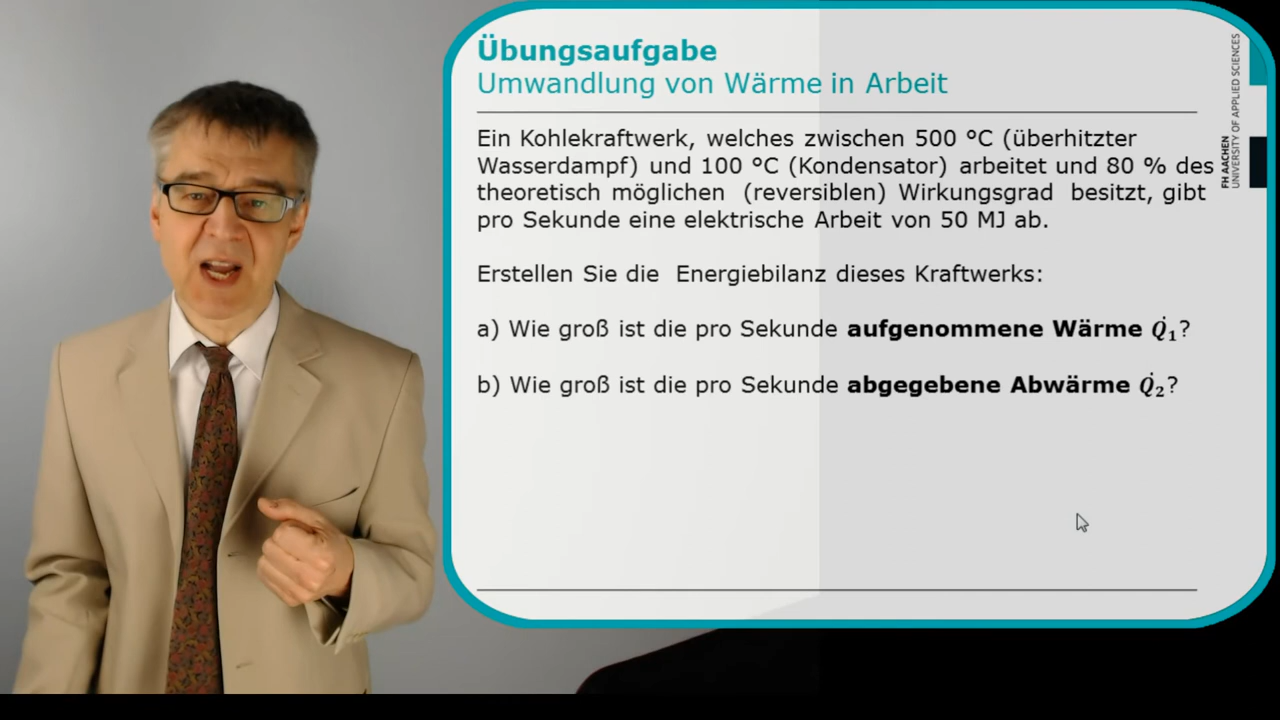 Übungsaufgabe
Umwandlung von Wärme in Arbeit
Ein Kohlekraftwerk, welches zwischen 500 °C (überhitzter
Wasserdampf) und 100 °C (Kondensator) arbeitet und 80 % des
theoretisch möglichen (reversiblen) Wirkungsgrad besitzt, gibt
pro Sekunde eine elektrische Arbeit von 50 MJ ab.
Erstellen Sie die Energiebilanz dieses Kraftwerks:
a) Wie groß ist die pro Sekunde aufgenommene Wärme Q̇₁?
b) Wie groß ist die pro Sekunde abgegebene Abwärme Q̇₂?
FH AACHEN
UNIVERSITY OF APPLIED SCIENCES